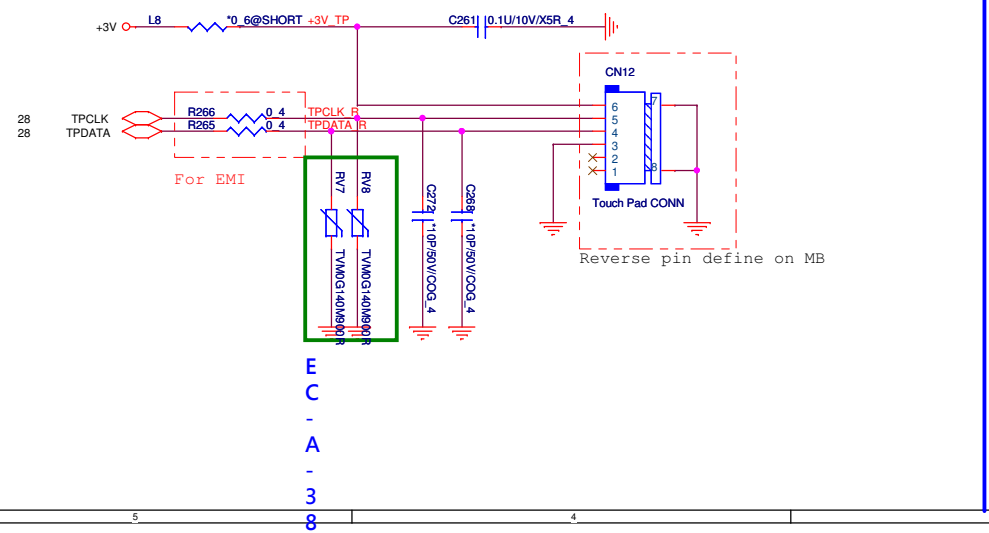 +3V L8 *0_6@SHORT +3V_TP C261 0.1U/10V/X5R_4
CN12
28 TPCLK R266 0_4 TPCLK_R 6 7
28 TPDATA R265 0_4 TPDATA_R 5
4
3
2
1 8
For EMI
RV7 TVM0G140M900R
RV8 TVM0G140M900R
C272 *10P/50V/COG_4
C268 *10P/50V/COG_4
Touch Pad CONN
Reverse pin define on MB
E
C
-
A
-
3
8
5 4